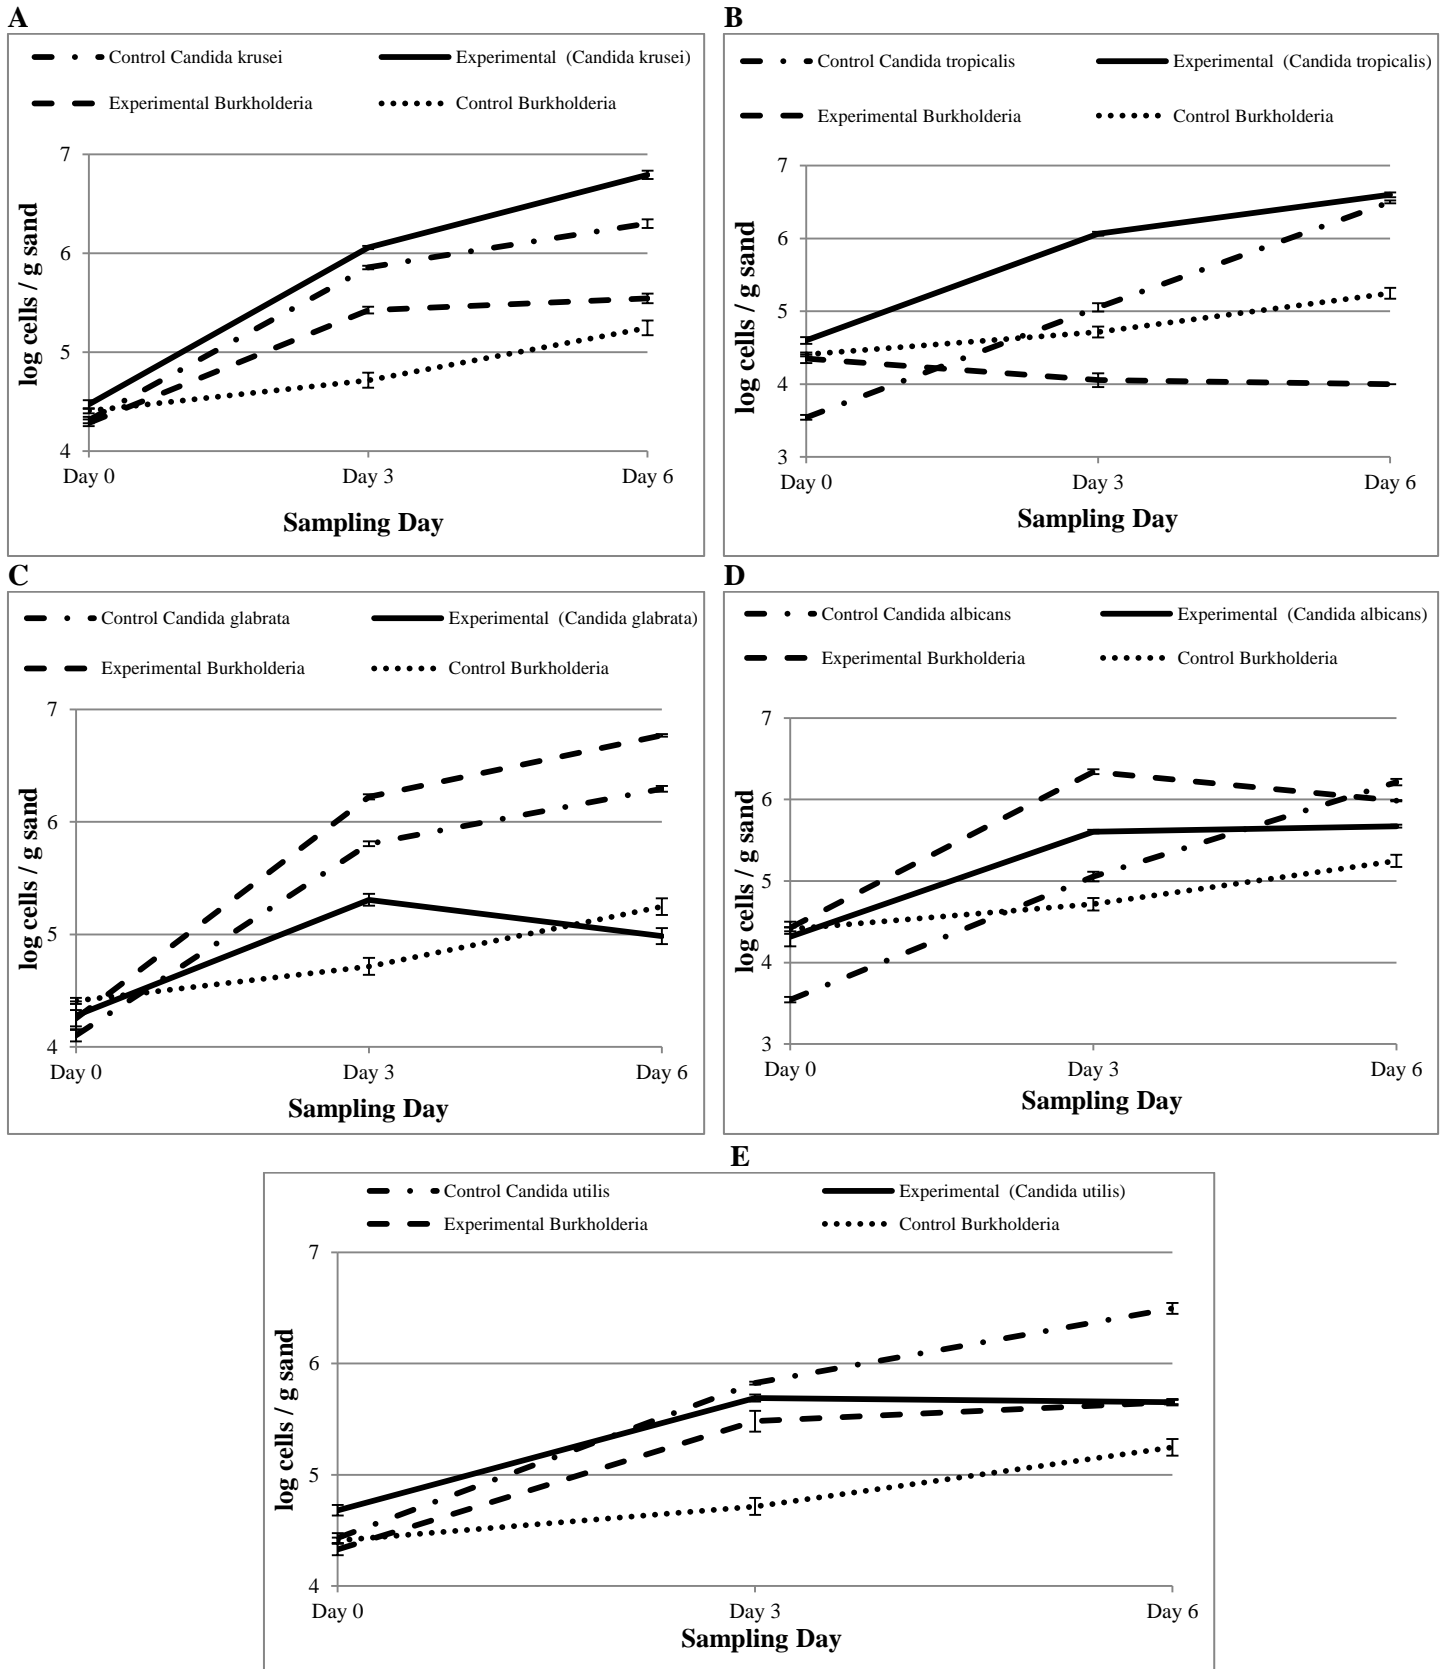 A
Control Candida krusei
Experimental (Candida krusei)
Experimental Burkholderia
Control Burkholderia
7
6
5
4
log cells / g sand
Day 0
Day 3
Day 6
Sampling Day
B
Control Candida tropicalis
Experimental (Candida tropicalis)
Experimental Burkholderia
Control Burkholderia
7
6
5
4
3
log cells / g sand
Day 0
Day 3
Day 6
Sampling Day
C
Control Candida glabrata
Experimental (Candida glabrata)
Experimental Burkholderia
Control Burkholderia
7
6
5
4
log cells / g sand
Day 0
Day 3
Day 6
Sampling Day
D
Control Candida albicans
Experimental (Candida albicans)
Experimental Burkholderia
Control Burkholderia
7
6
5
4
3
log cells / g sand
Day 0
Day 3
Day 6
Sampling Day
E
Control Candida utilis
Experimental (Candida utilis)
Experimental Burkholderia
Control Burkholderia
7
6
5
4
log cells / g sand
Day 0
Day 3
Day 6
Sampling Day